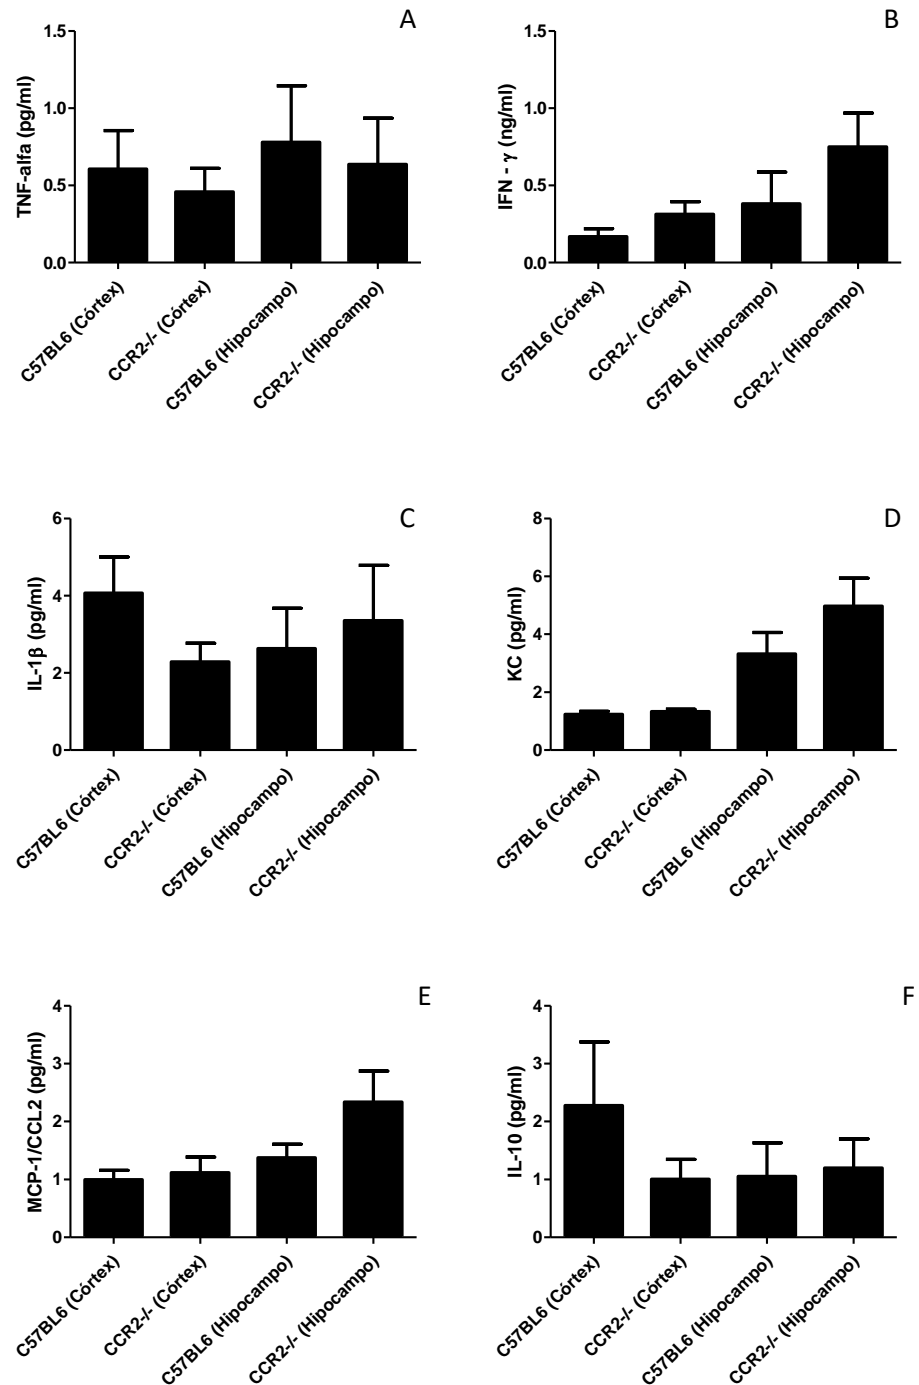 A
TNF-alfa (pg/ml)
1.5
1.0
0.5
0.0
C57BL6 (Córtex)
CCR2-/- (Córtex)
C57BL6 (Hipocampo)
CCR2-/- (Hipocampo)
B
IFN - γ (ng/ml)
1.5
1.0
0.5
0.0
C57BL6 (Córtex)
CCR2-/- (Córtex)
C57BL6 (Hipocampo)
CCR2-/- (Hipocampo)
C
IL-1β (pg/ml)
6
4
2
0
C57BL6 (Córtex)
CCR2-/- (Córtex)
C57BL6 (Hipocampo)
CCR2-/- (Hipocampo)
D
KC (pg/ml)
8
6
4
2
0
C57BL6 (Córtex)
CCR2-/- (Córtex)
C57BL6 (Hipocampo)
CCR2-/- (Hipocampo)
E
MCP-1/CCL2 (pg/ml)
4
3
2
1
0
C57BL6 (Córtex)
CCR2-/- (Córtex)
C57BL6 (Hipocampo)
CCR2-/- (Hipocampo)
F
IL-10 (pg/ml)
4
3
2
1
0
C57BL6 (Córtex)
CCR2-/- (Córtex)
C57BL6 (Hipocampo)
CCR2-/- (Hipocampo)